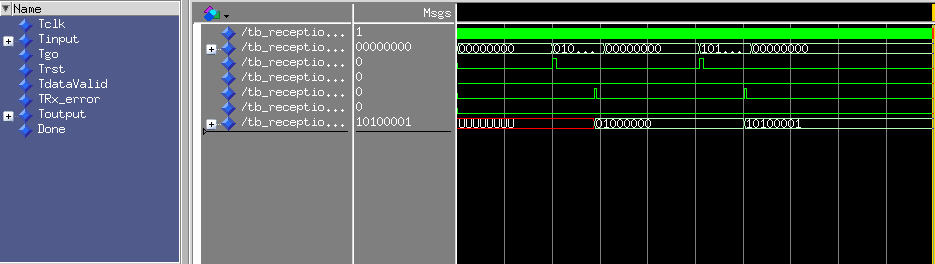 Name
Tclk
Tinput
Tgo
Trst
TdataValid
TRx_error
Toutput
Done
Msgs
/tb_receptio... 1
/tb_receptio... 00000000 00000000 010... 00000000 101... 00000000
/tb_receptio... 0
/tb_receptio... 0
/tb_receptio... 0
/tb_receptio... 0
/tb_receptio... 10100001 UUUUUUUU 01000000 10100001